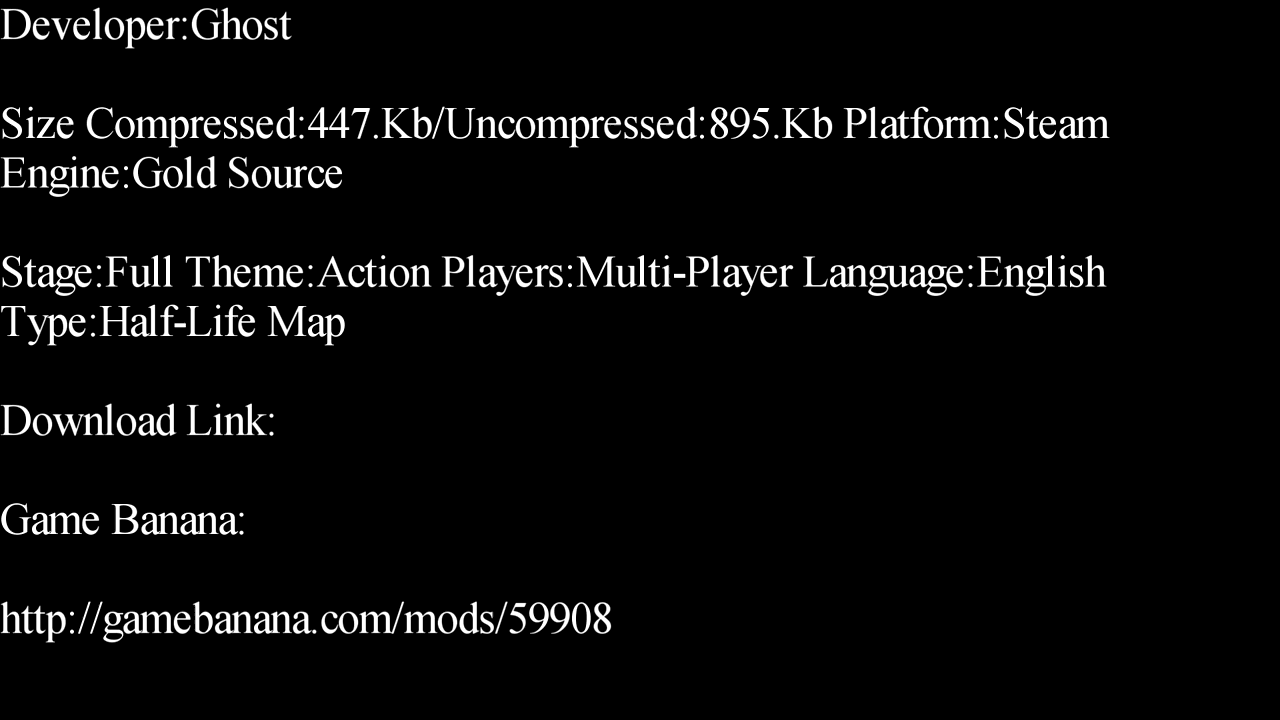 Developer:Ghost
Size Compressed:447.Kb/Uncompressed:895.Kb Platform:Steam
Engine:Gold Source
Stage:Full Theme:Action Players:Multi-Player Language:English
Type:Half-Life Map
Download Link:
Game Banana:
http://gamebanana.com/mods/59908